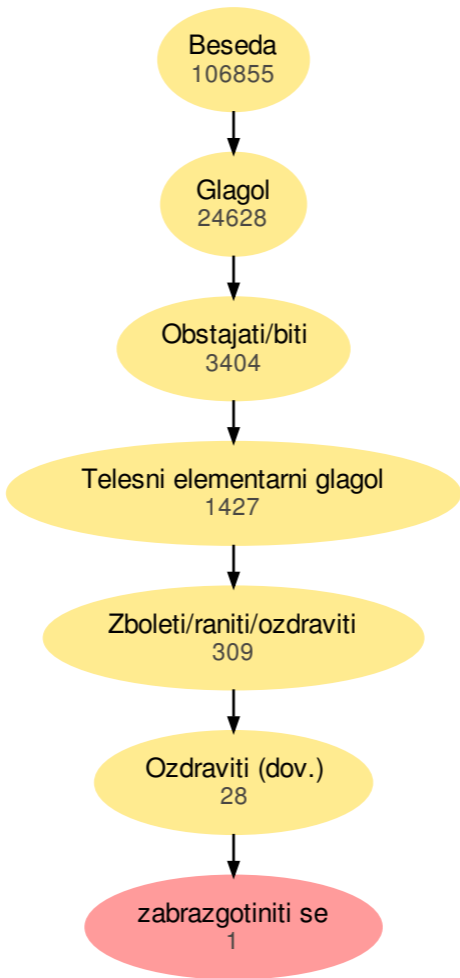 Beseda
106855
Glagol
24628
Obstajati/biti
3404
Telesni elementarni glagol
1427
Zboleti/raniti/ozdraviti
309
Ozdraviti (dov.)
28
zabrazgotiniti se
1